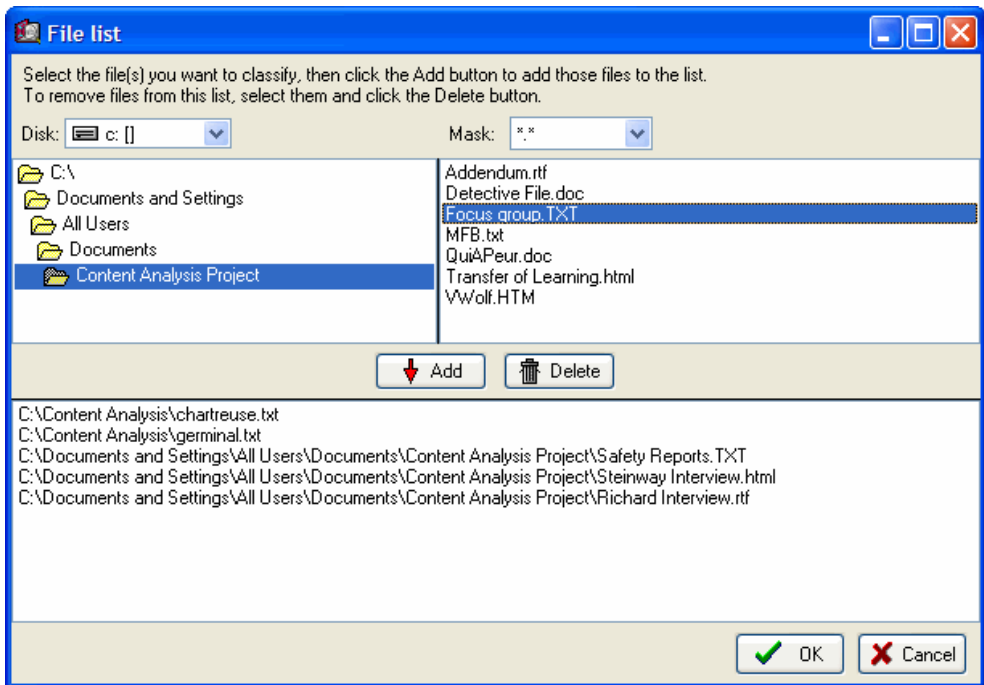 File list
Select the file(s) you want to classify, then click the Add button to add those files to the list.
To remove files from this list, select them and click the Delete button.
Disk: c: [] Mask: *.*
C:\
Documents and Settings
All Users
Documents
Content Analysis Project
Addendum.rtf
Detective File.doc
Focus group.TXT
MFB.txt
QuiAPeur.doc
Transfer of Learning.html
VWolf.HTM
Add Delete
C:\Content Analysis\chartreuse.txt
C:\Content Analysis\germinal.txt
C:\Documents and Settings\All Users\Documents\Content Analysis Project\Safety Reports.TXT
C:\Documents and Settings\All Users\Documents\Content Analysis Project\Steinway Interview.html
C:\Documents and Settings\All Users\Documents\Content Analysis Project\Richard Interview.rtf
OK Cancel